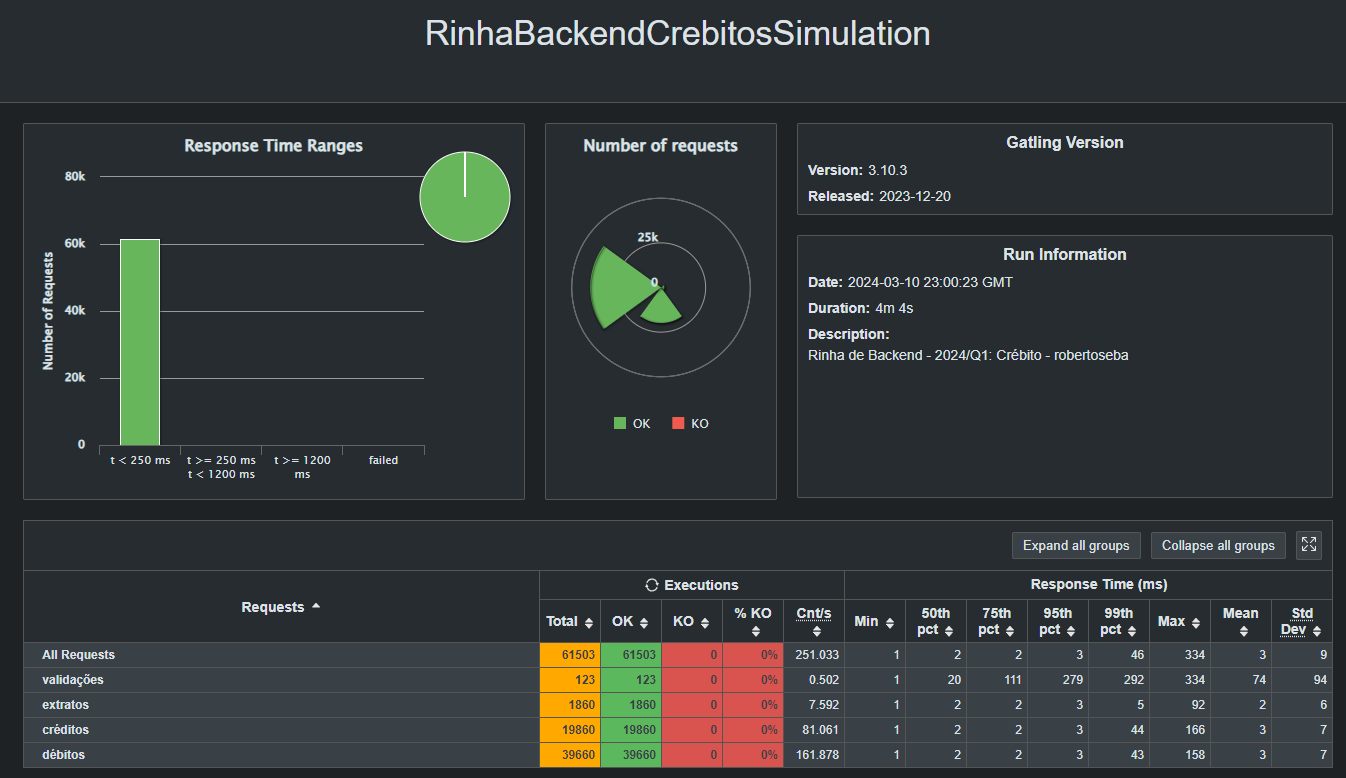 RinhaBackendCrebitosSimulation
Response Time Ranges
80k
60k
40k
20k
0
Number of Requests
t < 250 ms
t >= 250 ms
t < 1200 ms
t >= 1200
ms
failed
Number of requests
25k
0
OK
KO
Gatling Version
Version: 3.10.3
Released: 2023-12-20
Run Information
Date: 2024-03-10 23:00:23 GMT
Duration: 4m 4s
Description:
Rinha de Backend - 2024/Q1: Crébito - robertoseba
Expand all groups
Collapse all groups
Requests
Executions
Response Time (ms)
Total OK KO % KO Cnt/s Min 50th pct 75th pct 95th pct 99th pct Max Mean Std Dev
All Requests 61503 61503 0 0% 251.033 1 2 2 3 46 334 3 9
validações 123 123 0 0% 0.502 1 20 111 279 292 334 74 94
extratos 1860 1860 0 0% 7.592 1 2 2 3 5 92 2 6
créditos 19860 19860 0 0% 81.061 1 2 2 3 44 166 3 7
débitos 39660 39660 0 0% 161.878 1 2 2 3 43 158 3 7